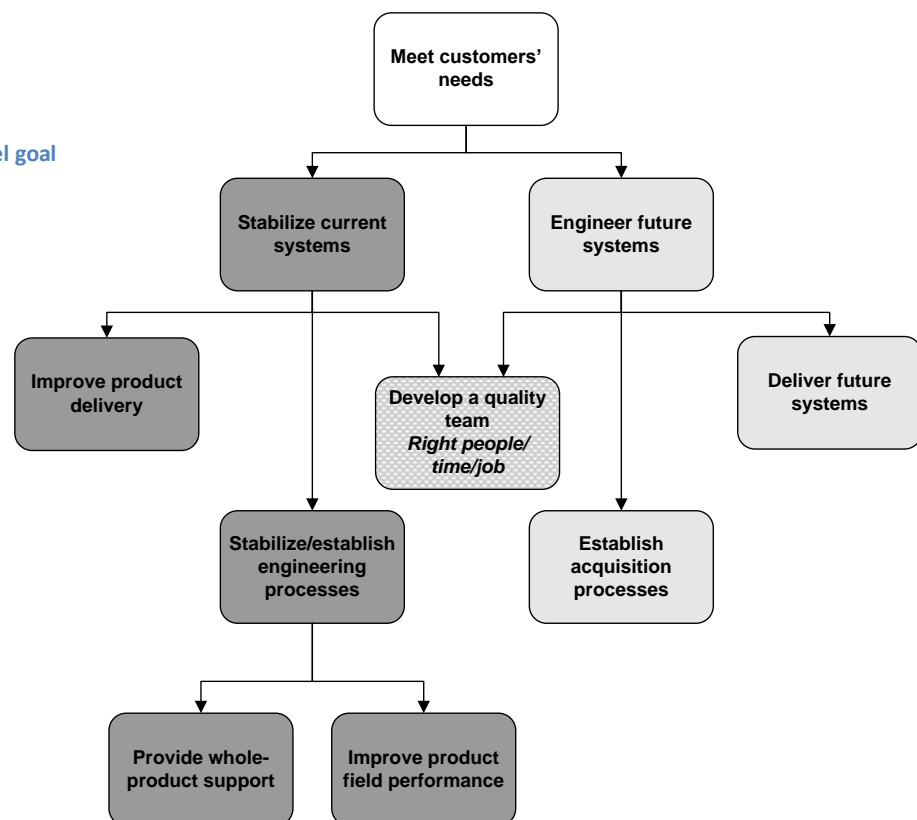 Meet customers'
needs
el goal
Stabilize current
systems
Engineer future
systems
Improve product
delivery
Develop a quality
team
Right people/
time/job
Deliver future
systems
Stabilize/establish
engineering
processes
Establish
acquisition
processes
Provide whole-
product support
Improve product
field performance